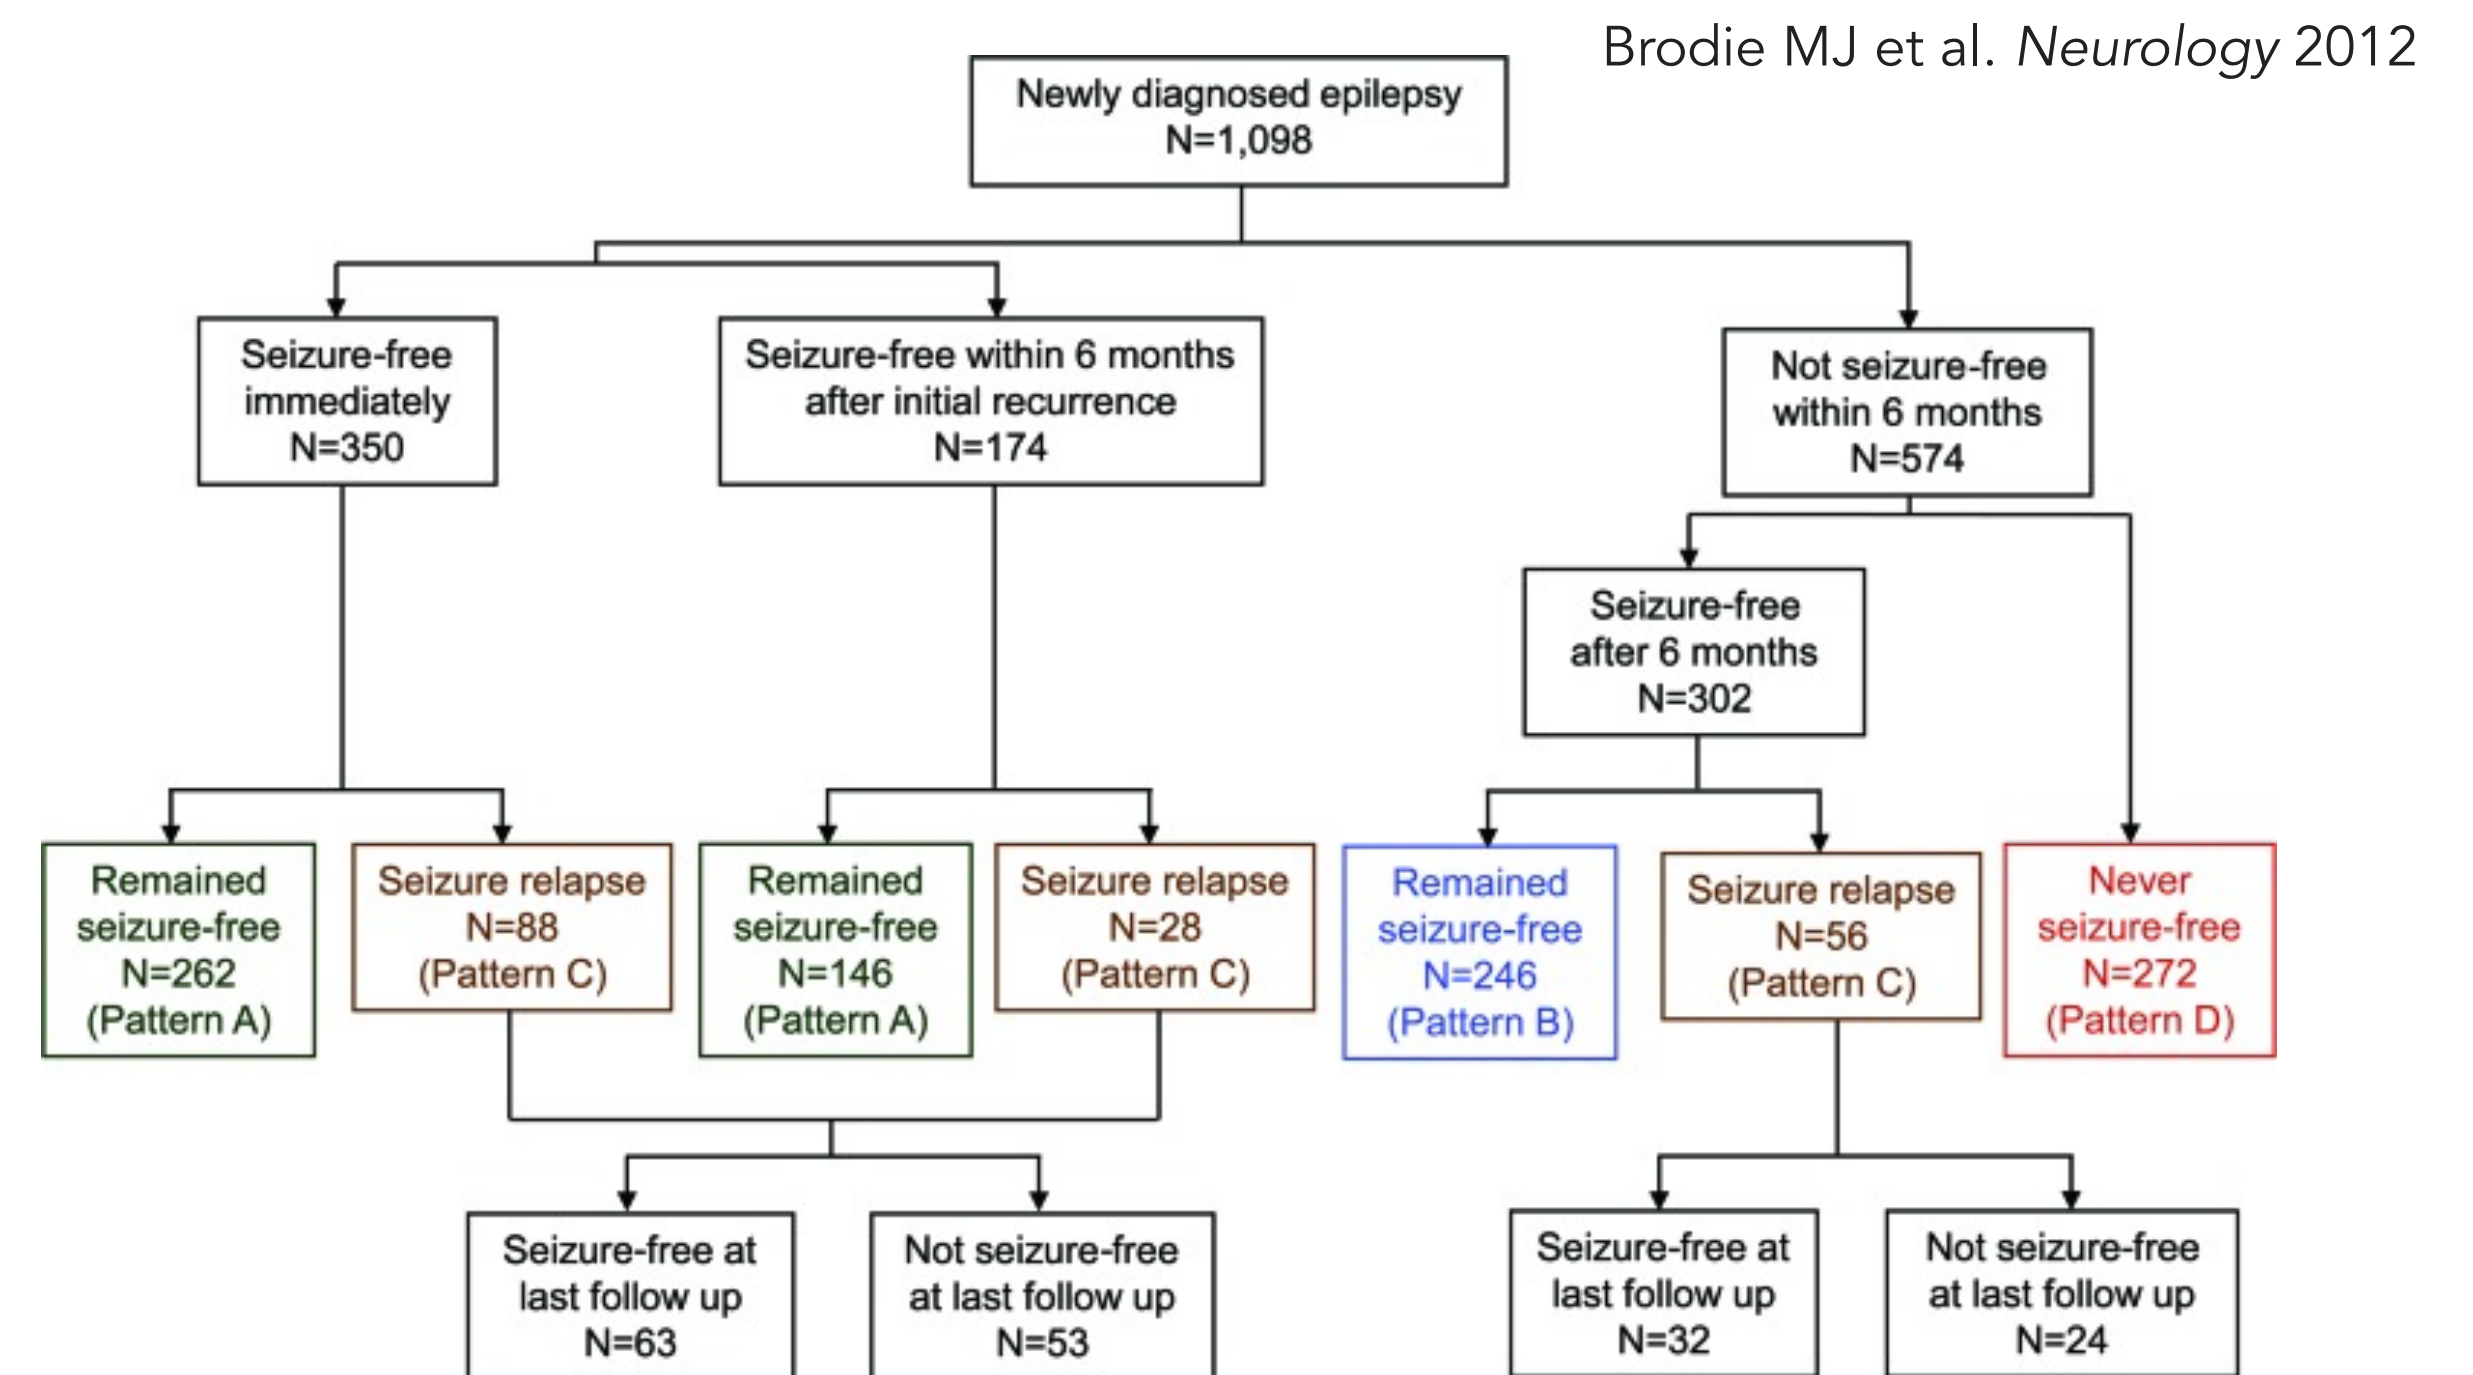 Brodie MJ et al. Neurology 2012
Newly diagnosed epilepsy
N=1,098
Seizure-free
immediately
N=350
Seizure-free within 6 months
after initial recurrence
N=174
Not seizure-free
within 6 months
N=574
Seizure-free
after 6 months
N=302
Remained
seizure-free
N=262
(Pattern A)
Seizure relapse
N=88
(Pattern C)
Remained
seizure-free
N=146
(Pattern A)
Seizure relapse
N=28
(Pattern C)
Remained
seizure-free
N=246
(Pattern B)
Seizure relapse
N=56
(Pattern C)
Never
seizure-free
N=272
(Pattern D)
Seizure-free at
last follow up
N=63
Not seizure-free
at last follow up
N=53
Seizure-free at
last follow up
N=32
Not seizure-free
at last follow up
N=24